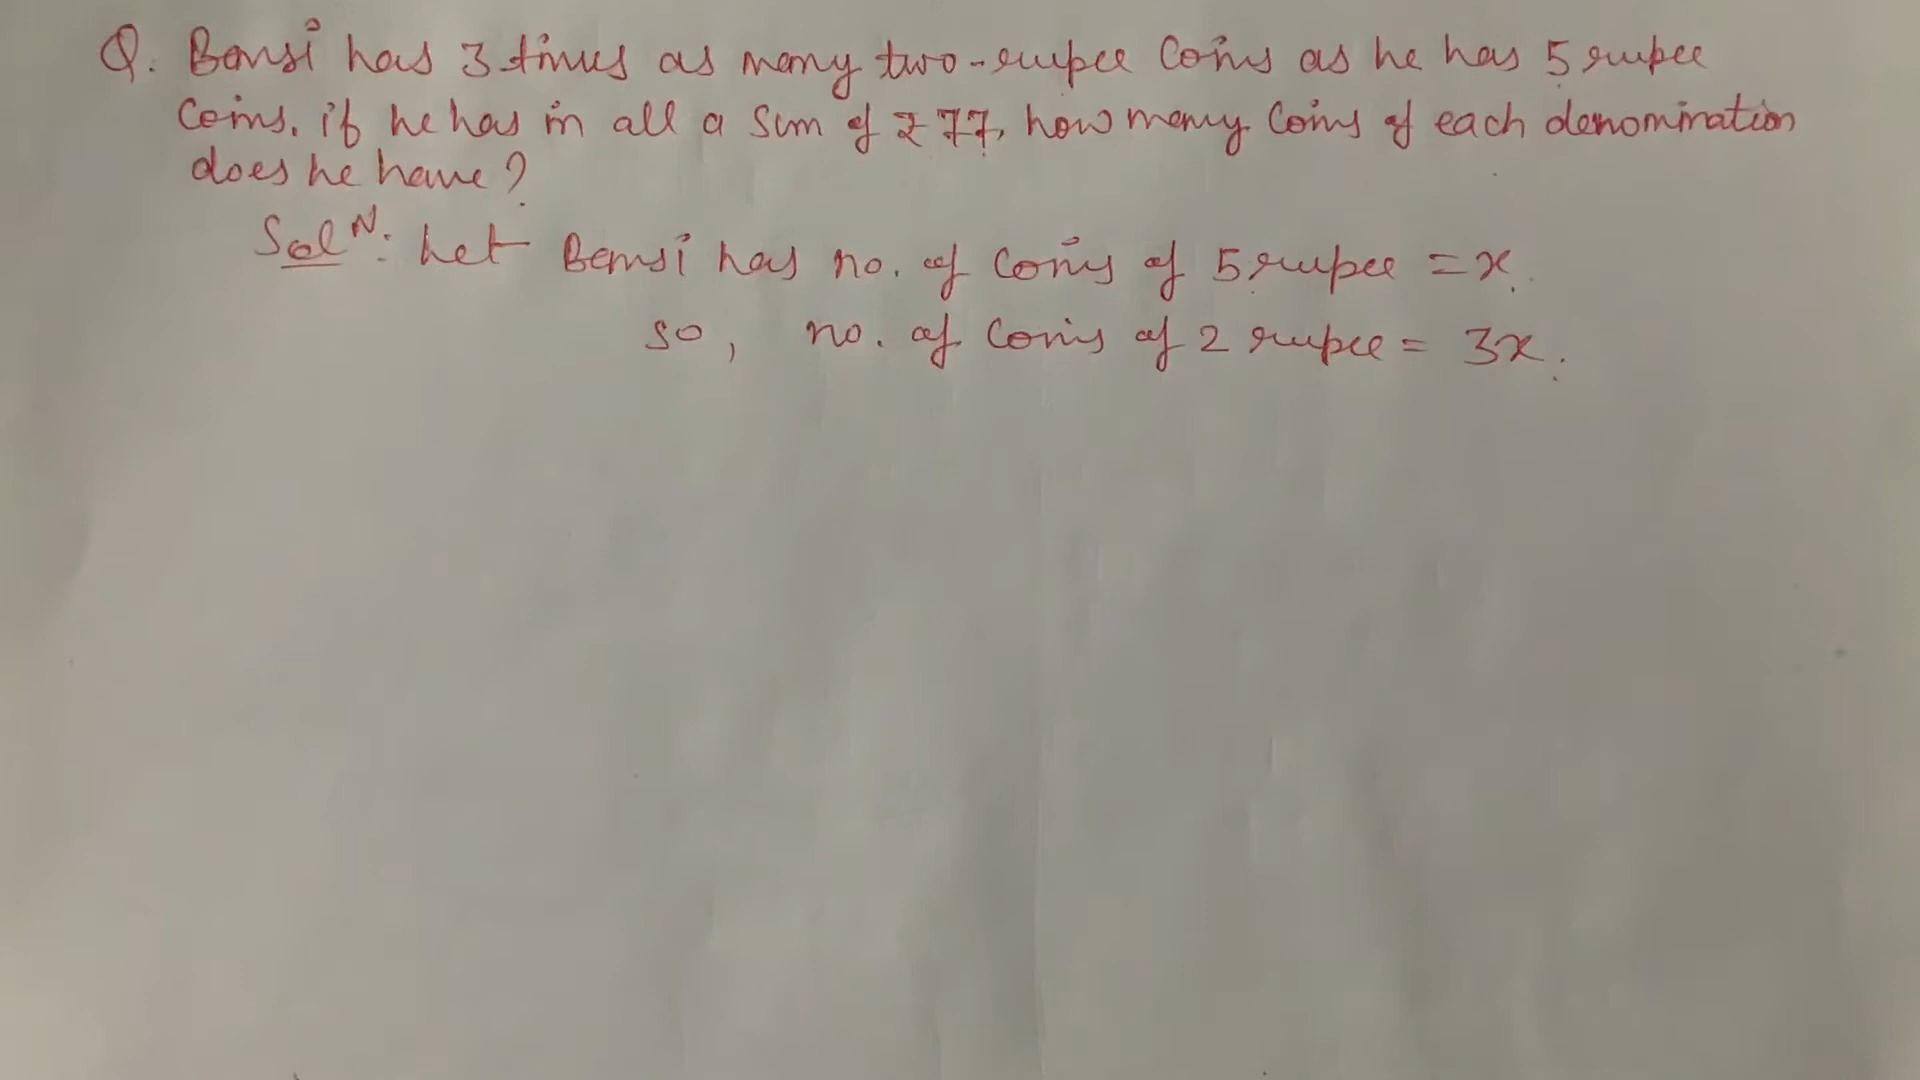 Q. Bansi has 3 times as many two-rupee Coins as he has 5 rupee
Coins. if he has in all a Sum of ₹ 77, how many Coins of each denomination
does he have?
Solᴺ: Let Bansi has no. of Coins of 5 rupee = x.
so, no. of Coins of 2 rupee = 3x.